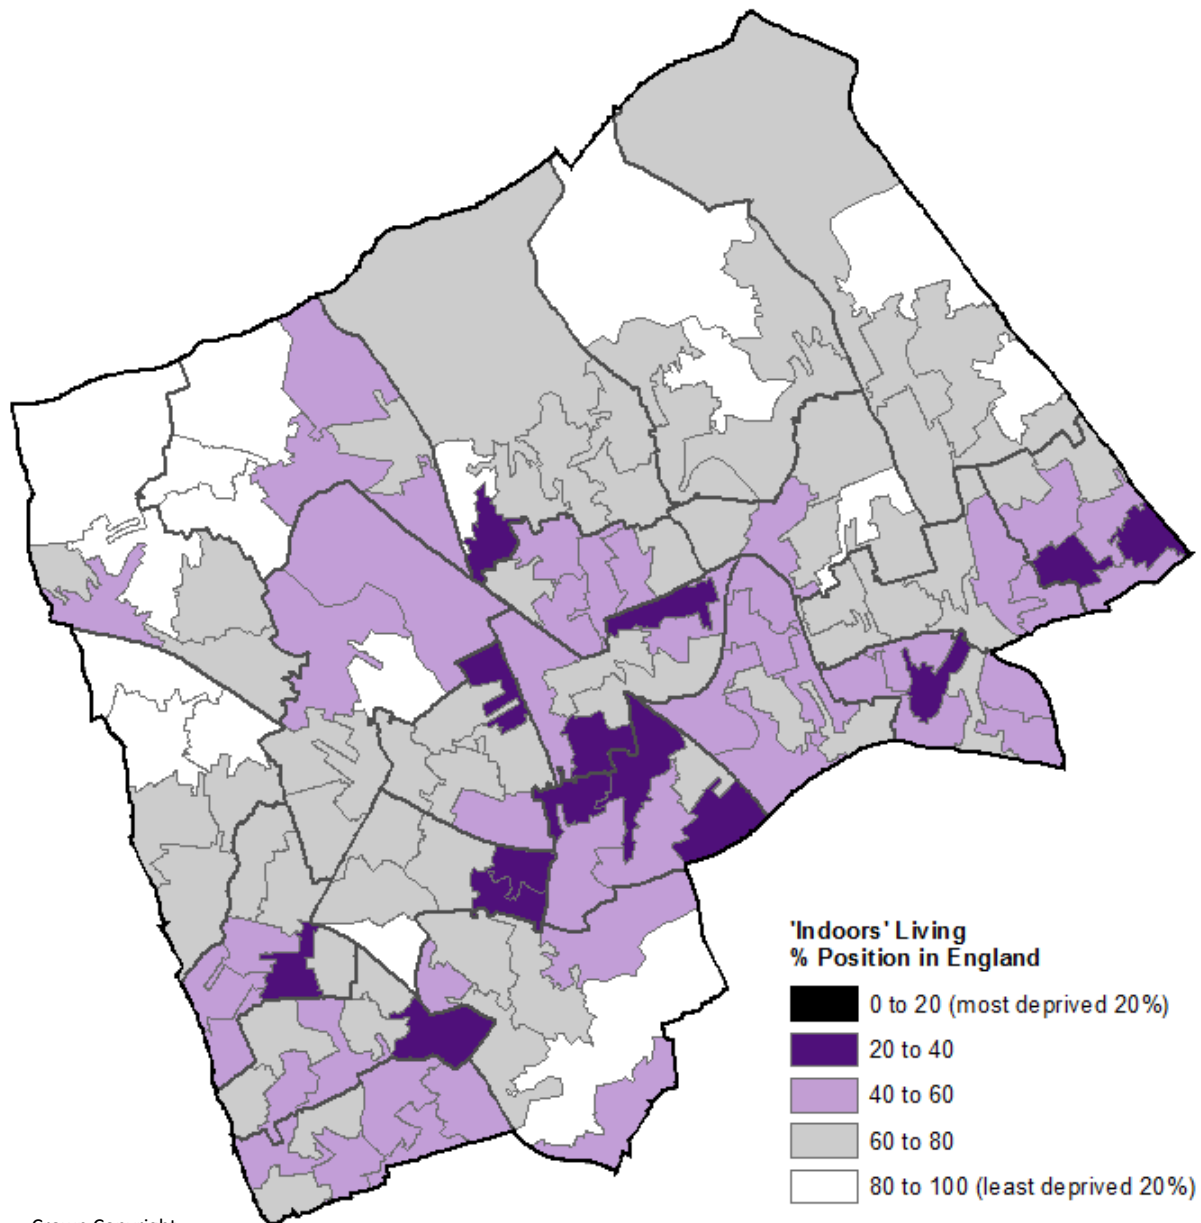 'Indoors' Living
% Position in England
0 to 20 (most deprived 20%)
20 to 40
40 to 60
60 to 80
80 to 100 (least deprived 20%)